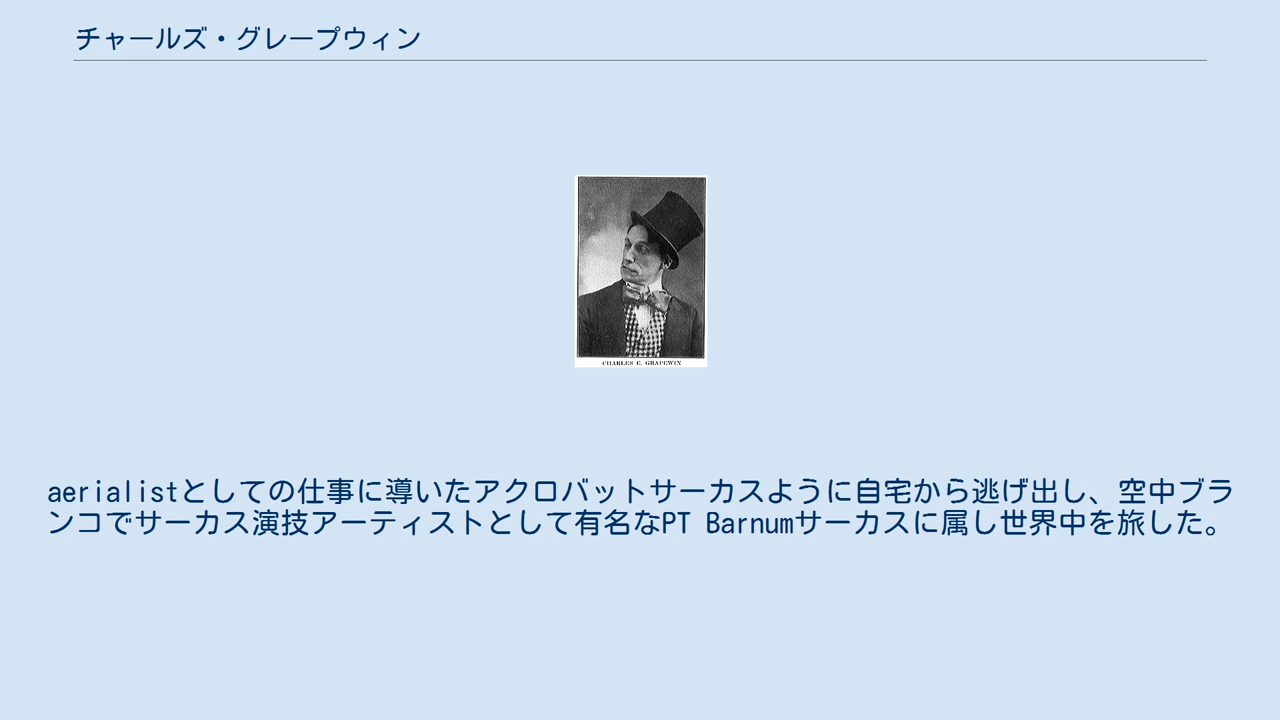 チャールズ・グレープウィン
CHARLES E. GRAPEWIN
aerialistとしての仕事に導いたアクロバットサーカスように自宅から逃げ出し、空中ブラ
ンコでサーカス演技アーティストとして有名なPT Barnumサーカスに属し世界中を旅した。